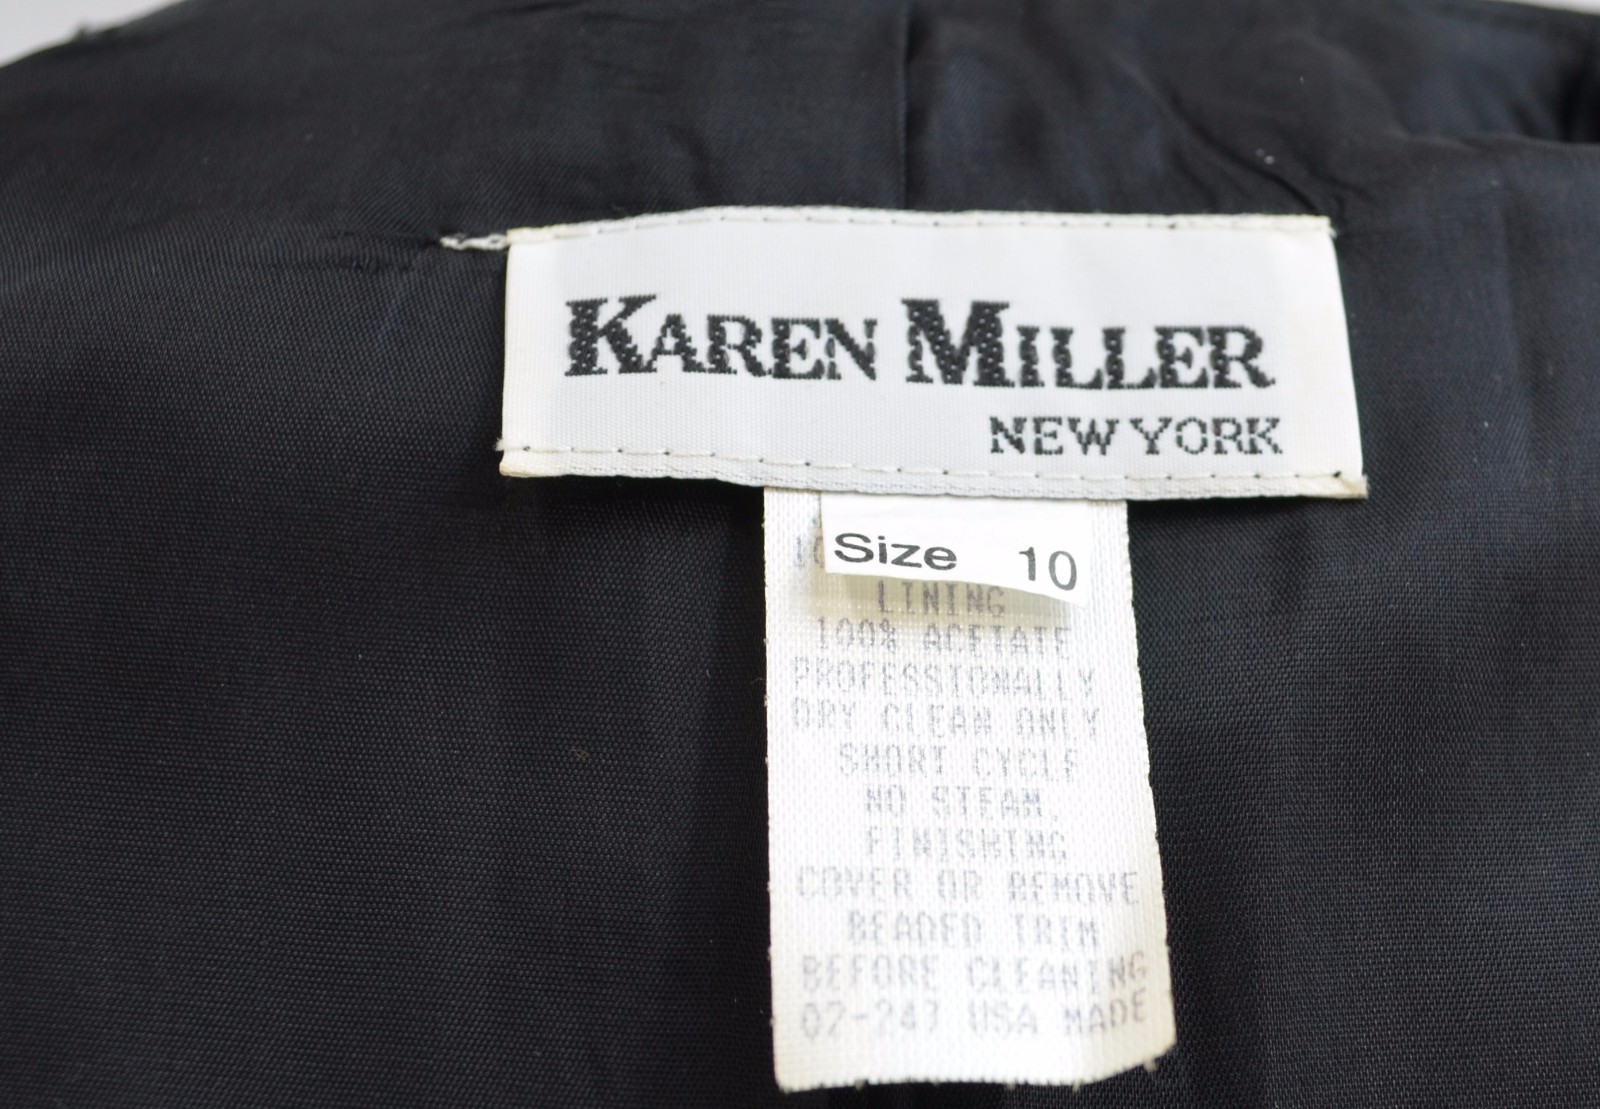 KAREN MILLER
NEW YORK
Size 10
LINING
100% ACETATE
PROFESSIONALLY
DRY CLEAN ONLY
SHORT CYCLE
NO STEAM.
FINISHING
COVER OR REMOVE
BEADED TRIM
BEFORE CLEANING
02-247 USA MADE